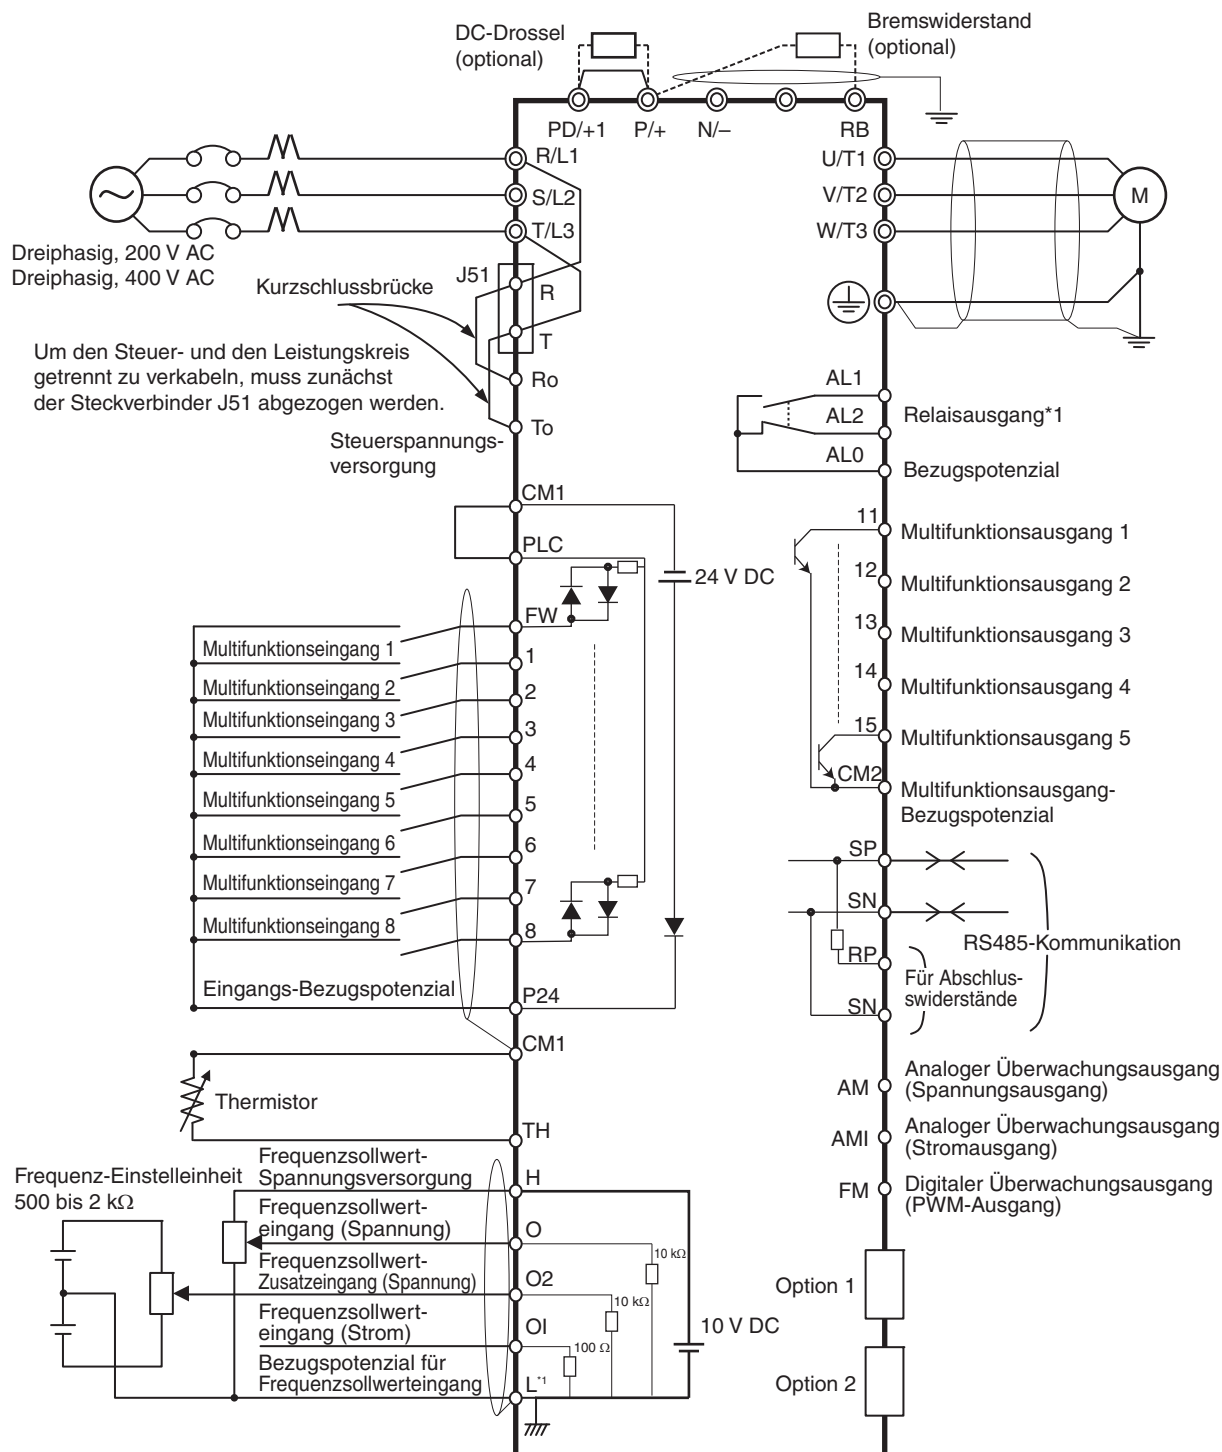 DC-Drossel
(optional)
Bremswiderstand
(optional)
PD/+1
P/+
N/–
RB
R/L1
S/L2
T/L3
U/T1
V/T2
W/T3
M
Dreiphasig, 200 V AC
Dreiphasig, 400 V AC
J51
R
T
Kurzschlussbrücke
Um den Steuer- und den Leistungskreis
getrennt zu verkabeln, muss zunächst
der Steckverbinder J51 abgezogen werden.
Ro
To
Steuerspannungs-
versorgung
AL1
AL2
Relaisausgang*1
AL0
Bezugspotenzial
CM1
PLC
24 V DC
FW
Multifunktionseingang 1
1
Multifunktionseingang 2
2
Multifunktionseingang 3
3
Multifunktionseingang 4
4
Multifunktionseingang 5
5
Multifunktionseingang 6
6
Multifunktionseingang 7
7
Multifunktionseingang 8
8
Eingangs-Bezugspotenzial
P24
CM1
Thermistor
TH
11
Multifunktionsausgang 1
12
Multifunktionsausgang 2
13
Multifunktionsausgang 3
14
Multifunktionsausgang 4
15
Multifunktionsausgang 5
CM2
Multifunktionsausgang-
Bezugspotenzial
SP
SN
RS485-Kommunikation
RP
Für Abschlus-
swiderstände
SN
AM
Analoger Überwachungsausgang
(Spannungsausgang)
AMI
Analoger Überwachungsausgang
(Stromausgang)
FM
Digitaler Überwachungsausgang
(PWM-Ausgang)
Frequenz-Einstelleinheit
500 bis 2 kΩ
Frequenzsollwert-
Spannungsversorgung
H
Frequenzsollwert-
eingang (Spannung)
O
10 kΩ
Frequenzsollwert-
Zusatzeingang (Spannung)
O2
10 kΩ
Frequenzsollwert-
eingang (Strom)
OI
100 Ω
10 V DC
Bezugspotenzial für
Frequenzsollwerteingang
L*1
Option 1
Option 2